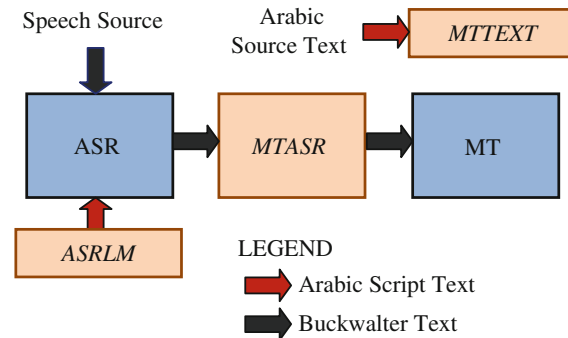 Speech Source
Arabic
Source Text
MTTEXT
ASR
MTASR
MT
ASRLM
LEGEND
Arabic Script Text
Buckwalter Text